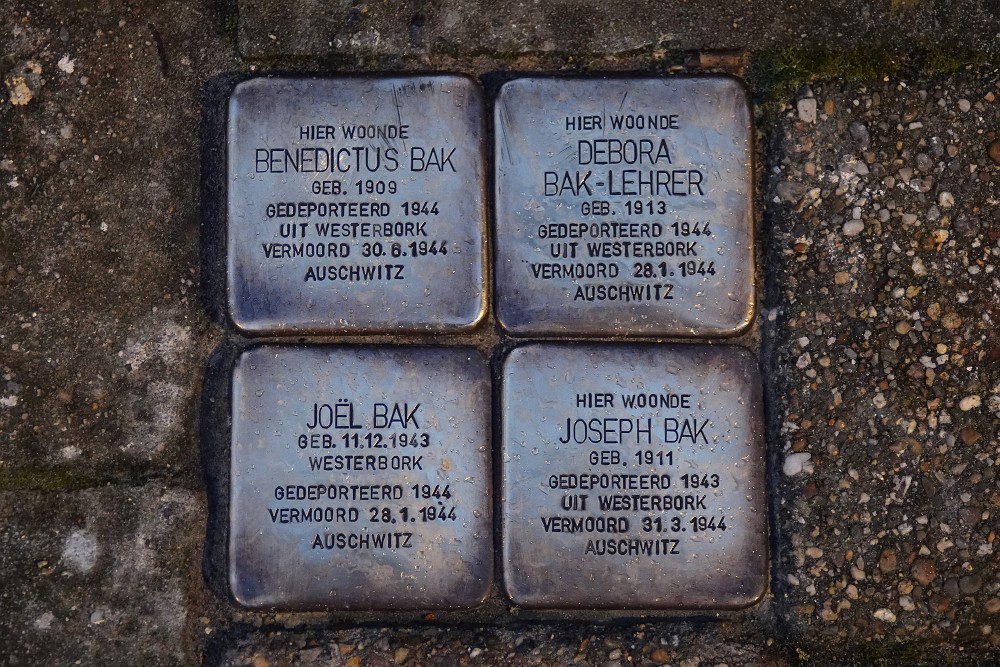 HIER WOONDE
BENEDICTUS BAK
GEB. 1909
GEDEPORTEERD 1944
UIT WESTERBORK
VERMOORD 30.6.1944
AUSCHWITZ
HIER WOONDE
DEBORA
BAK-LEHRER
GEB. 1913
GEDEPORTEERD 1944
UIT WESTERBORK
VERMOORD 28.1.1944
AUSCHWITZ
JOËL BAK
GEB. 11.12.1943
WESTERBORK
GEDEPORTEERD 1944
VERMOORD 28.1.1944
AUSCHWITZ
HIER WOONDE
JOSEPH BAK
GEB. 1911
GEDEPORTEERD 1943
UIT WESTERBORK
VERMOORD 31.3.1944
AUSCHWITZ